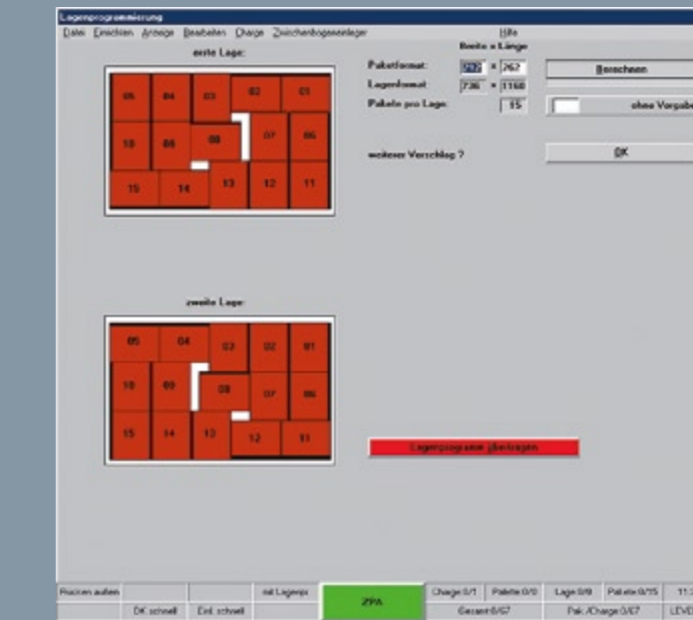 Lagenprogrammierung
Datei Einrichten Anzeige Bearbeiten Charge Zwischenbogeneinleger Hilfe
erste Lage:
Breite x Länge
Paketformat: × 262
Lagenformat: 736 × 1160
Pakete pro Lage: 15
Berechnen
ohne Vorgabe
weiterer Vorschlag ?
OK
05 04 03 02 01
10 08 07 06
15 14 13 12 11
zweite Lage:
05 04 03 02 01
10 09 08 07 06
15 14 13 12 11
Lagenprogramm übertragen
Rücken außen mit Lagenpr. ZPA Charge 0/1 Palette 0/0 Lage 0/0 Pakete 0/15
DK schnell Einl. schnell Gesamt 0/67 Pak./Charge 0/67